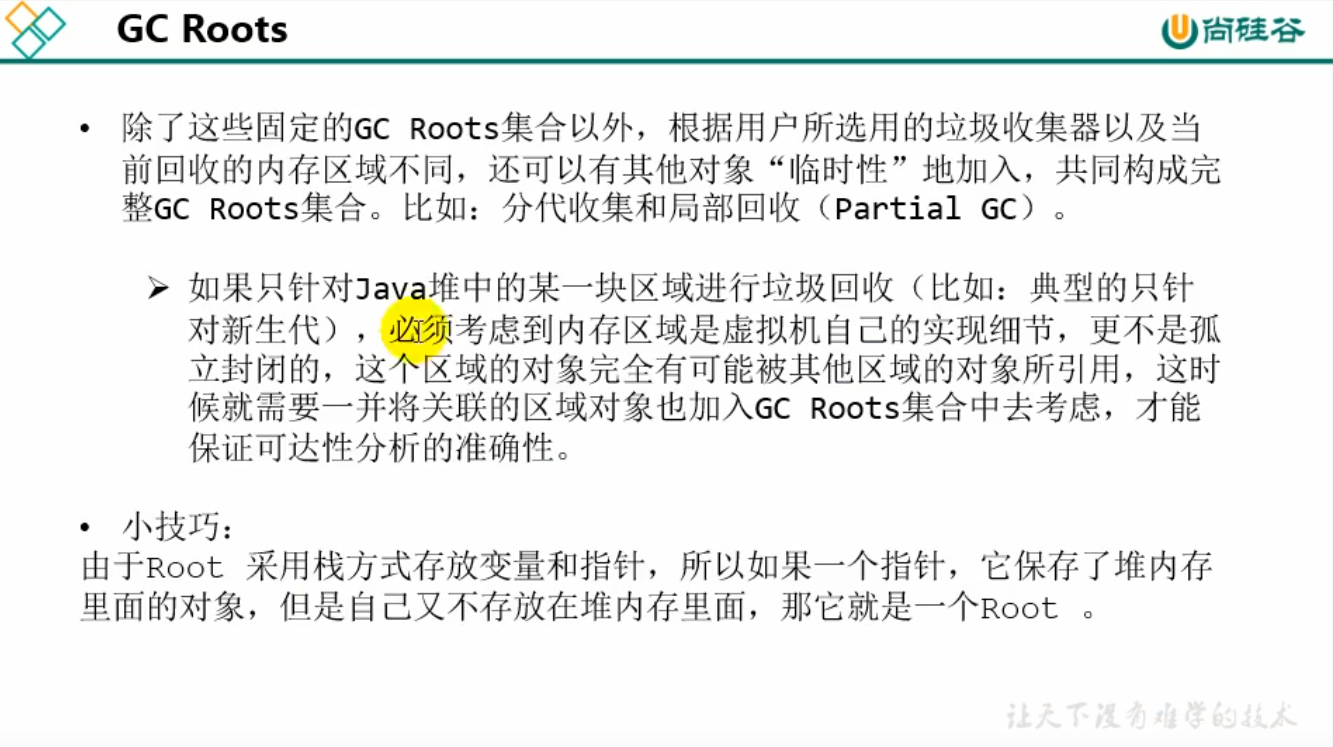 GC Roots
尚硅谷
• 除了这些固定的GC Roots集合以外，根据用户所选用的垃圾收集器以及当
前回收的内存区域不同，还可以有其他对象“临时性”地加入，共同构成完
整GC Roots集合。比如：分代收集和局部回收（Partial GC）。
➢ 如果只针对Java堆中的某一块区域进行垃圾回收（比如：典型的只针
对新生代），必须考虑到内存区域是虚拟机自己的实现细节，更不是孤
立封闭的，这个区域的对象完全有可能被其他区域的对象所引用，这时
候就需要一并将关联的区域对象也加入GC Roots集合中去考虑，才能
保证可达性分析的准确性。
• 小技巧：
由于Root 采用栈方式存放变量和指针，所以如果一个指针，它保存了堆内存
里面的对象，但是自己又不存放在堆内存里面，那它就是一个Root 。
让天下没有难学的技术